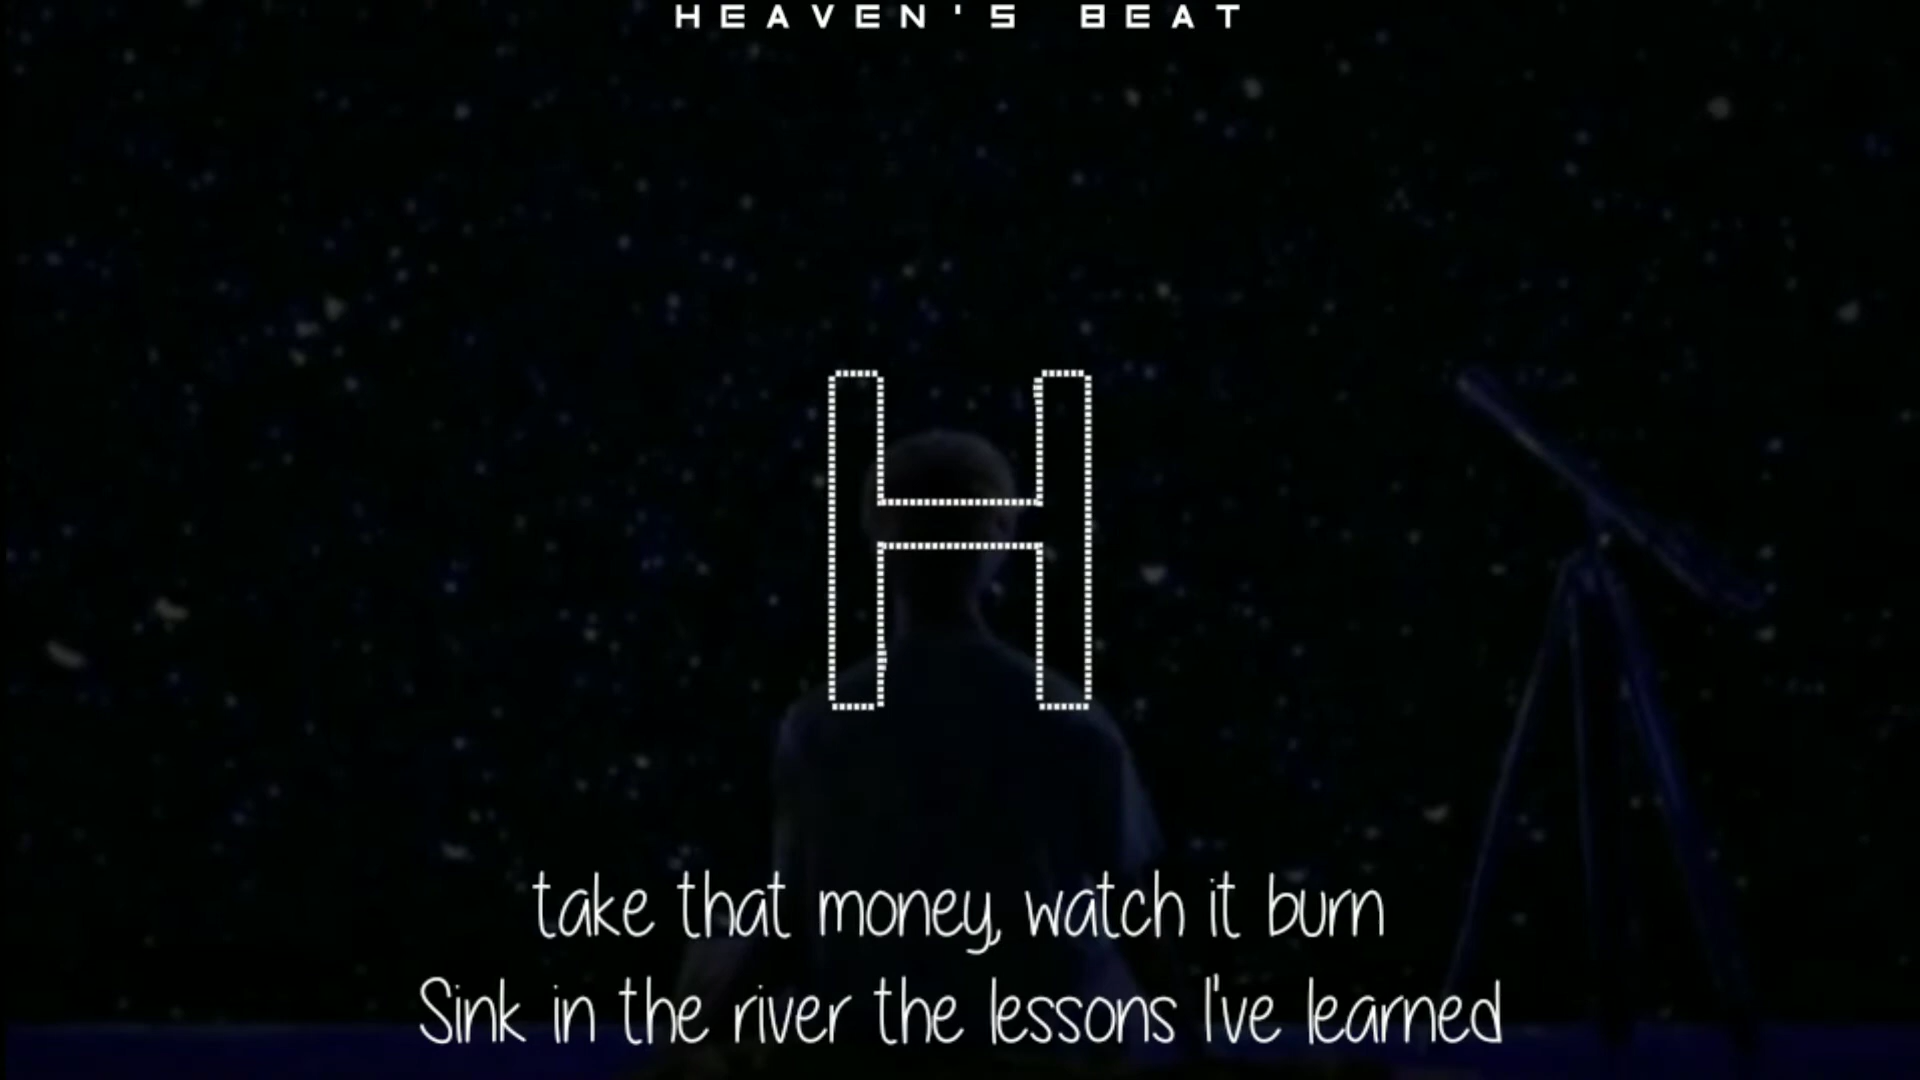 HEAVEN'S BEAT
H
take that money, watch it burn
Sink in the river the lessons I've learned